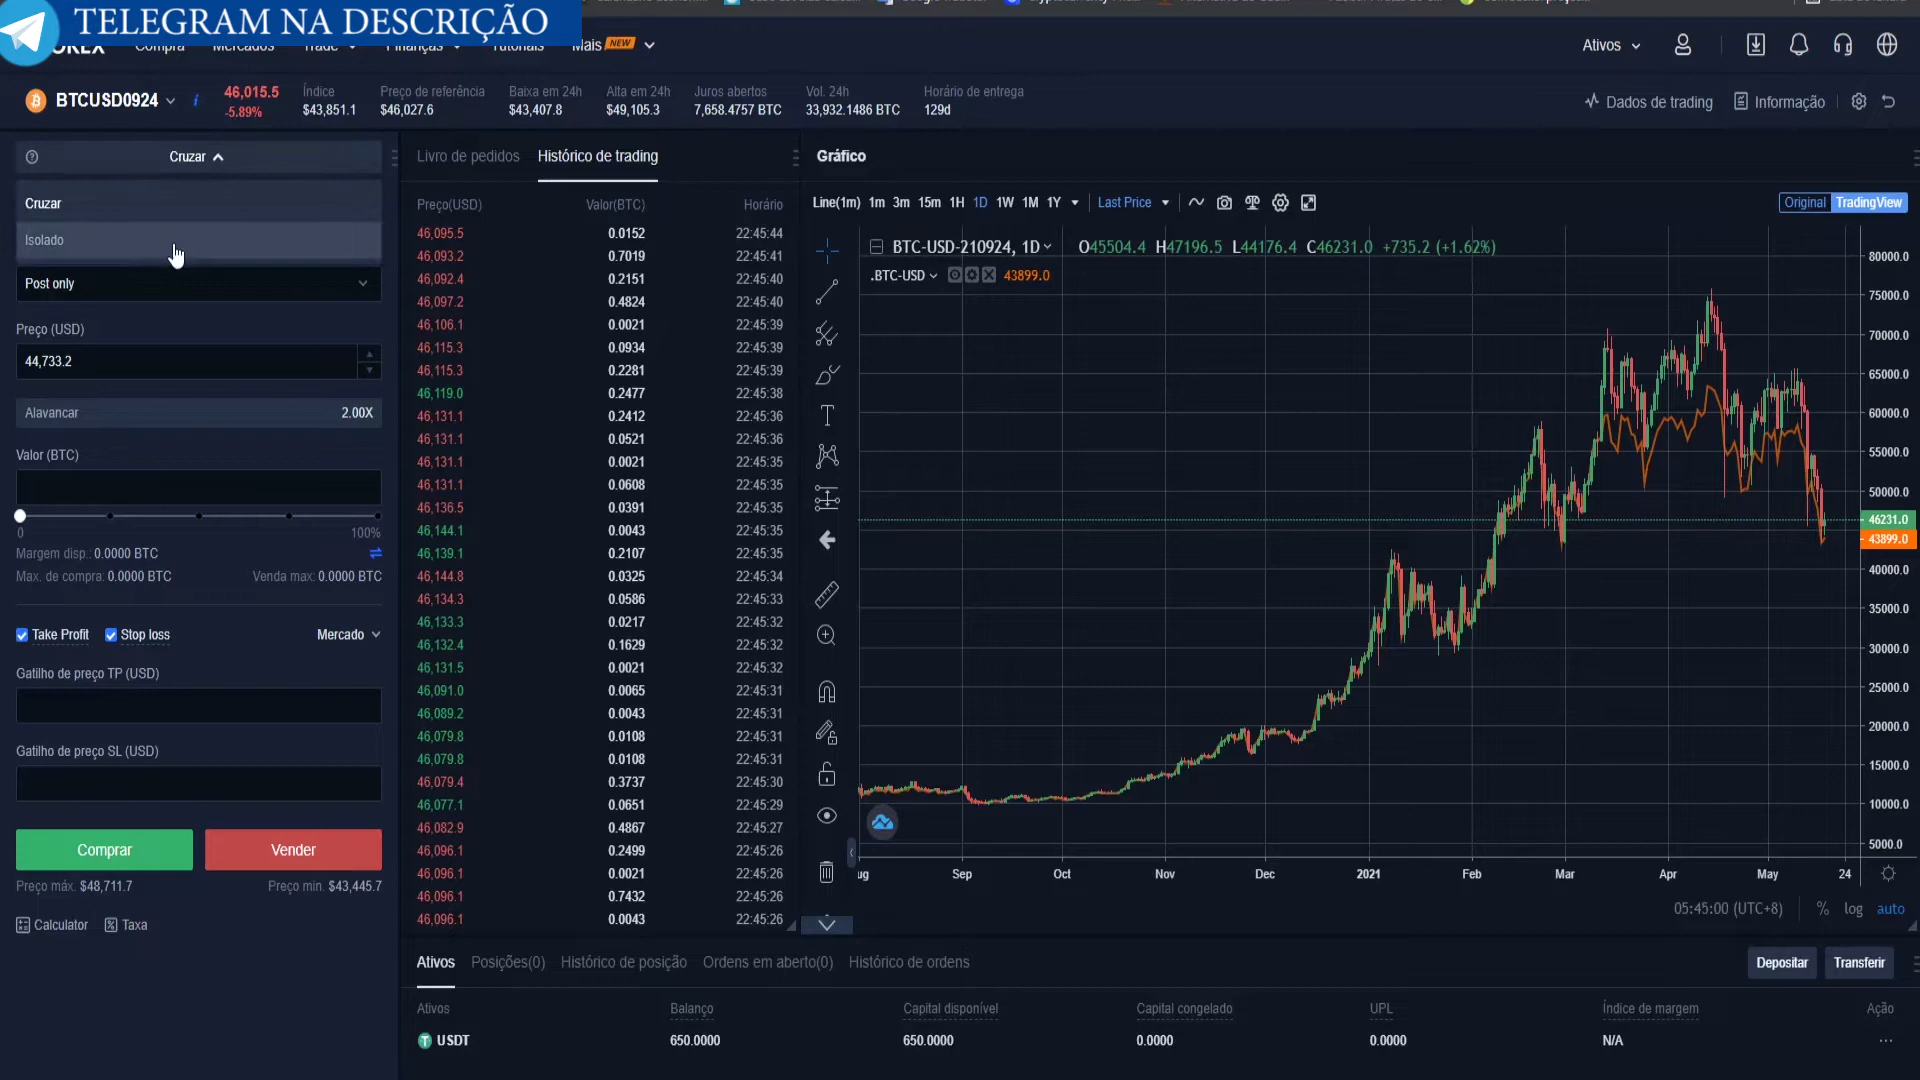 TELEGRAM NA DESCRIÇÃO
Compra Mercados Trade Finanças Tutoriais Mais NEW
Ativos
BTCUSD0924
46,015.5
-5.89%
Índice
$43,851.1
Preço de referência
$46,027.6
Baixa em 24h
$43,407.8
Alta em 24h
$49,105.3
Juros abertos
7,658.4757 BTC
Vol. 24h
33,932.1486 BTC
Horário de entrega
129d
Dados de trading
Informação
Cruzar
Cruzar
Isolado
Post only
Preço (USD)
44,733.2
Alavancar 2.00X
Valor (BTC)
0 100%
Margem disp.: 0.0000 BTC
Max. de compra: 0.0000 BTC Venda max: 0.0000 BTC
Take Profit Stop loss Mercado
Gatilho de preço TP (USD)
Gatilho de preço SL (USD)
Comprar Vender
Preço máx. $48,711.7 Preço min. $43,445.7
Calculator Taxa
Livro de pedidos Histórico de trading
Preço(USD) Valor(BTC) Horário
46,095.5 0.0152 22:45:44
46,093.2 0.7019 22:45:41
46,092.4 0.2151 22:45:40
46,097.2 0.4824 22:45:40
46,106.1 0.0021 22:45:39
46,115.3 0.0934 22:45:39
46,115.3 0.2281 22:45:39
46,119.0 0.2477 22:45:38
46,131.1 0.2412 22:45:36
46,131.1 0.0521 22:45:36
46,131.1 0.0021 22:45:35
46,131.1 0.0608 22:45:35
46,136.5 0.0391 22:45:35
46,144.1 0.0043 22:45:35
46,139.1 0.2107 22:45:35
46,144.8 0.0325 22:45:34
46,134.3 0.0586 22:45:33
46,133.3 0.0217 22:45:32
46,132.4 0.1629 22:45:32
46,131.5 0.0021 22:45:32
46,091.0 0.0065 22:45:31
46,089.2 0.0043 22:45:31
46,079.8 0.0108 22:45:31
46,079.8 0.0108 22:45:31
46,079.4 0.3737 22:45:30
46,077.1 0.0651 22:45:29
46,082.9 0.4867 22:45:27
46,096.1 0.2499 22:45:26
46,096.1 0.0021 22:45:26
46,096.1 0.7432 22:45:26
46,096.1 0.0043 22:45:26
Gráfico
Line(1m) 1m 3m 15m 1H 1D 1W 1M 1Y Last Price
Original TradingView
BTC-USD-210924, 1D O45504.4 H47196.5 L44176.4 C46231.0 +735.2 (+1.62%)
.BTC-USD 43899.0
80000.0
75000.0
70000.0
65000.0
60000.0
55000.0
50000.0
46231.0
43899.0
40000.0
35000.0
30000.0
25000.0
20000.0
15000.0
10000.0
5000.0
ug Sep Oct Nov Dec 2021 Feb Mar Apr May 24
05:45:00 (UTC+8) % log auto
Ativos Posições(0) Histórico de posição Ordens em aberto(0) Histórico de ordens
Depositar Transferir
Ativos Balanço Capital disponível Capital congelado UPL Índice de margem Ação
USDT 650.0000 650.0000 0.0000 0.0000 N/A